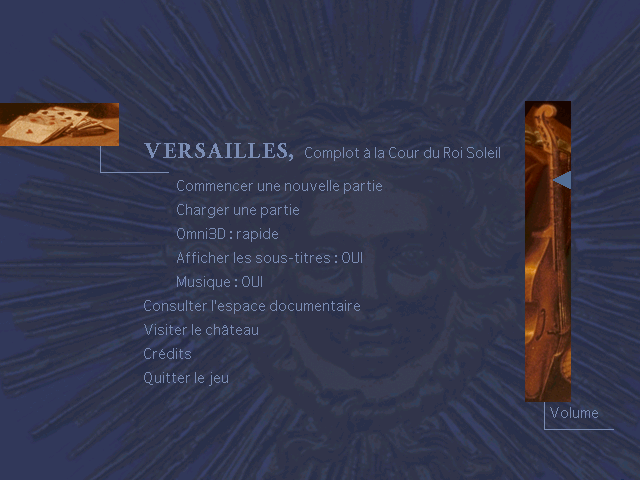 VERSAILLES, Complot à la Cour du Roi Soleil
Commencer une nouvelle partie
Charger une partie
Omni3D : rapide
Afficher les sous-titres : OUI
Musique : OUI
Consulter l'espace documentaire
Visiter le château
Crédits
Quitter le jeu
Volume